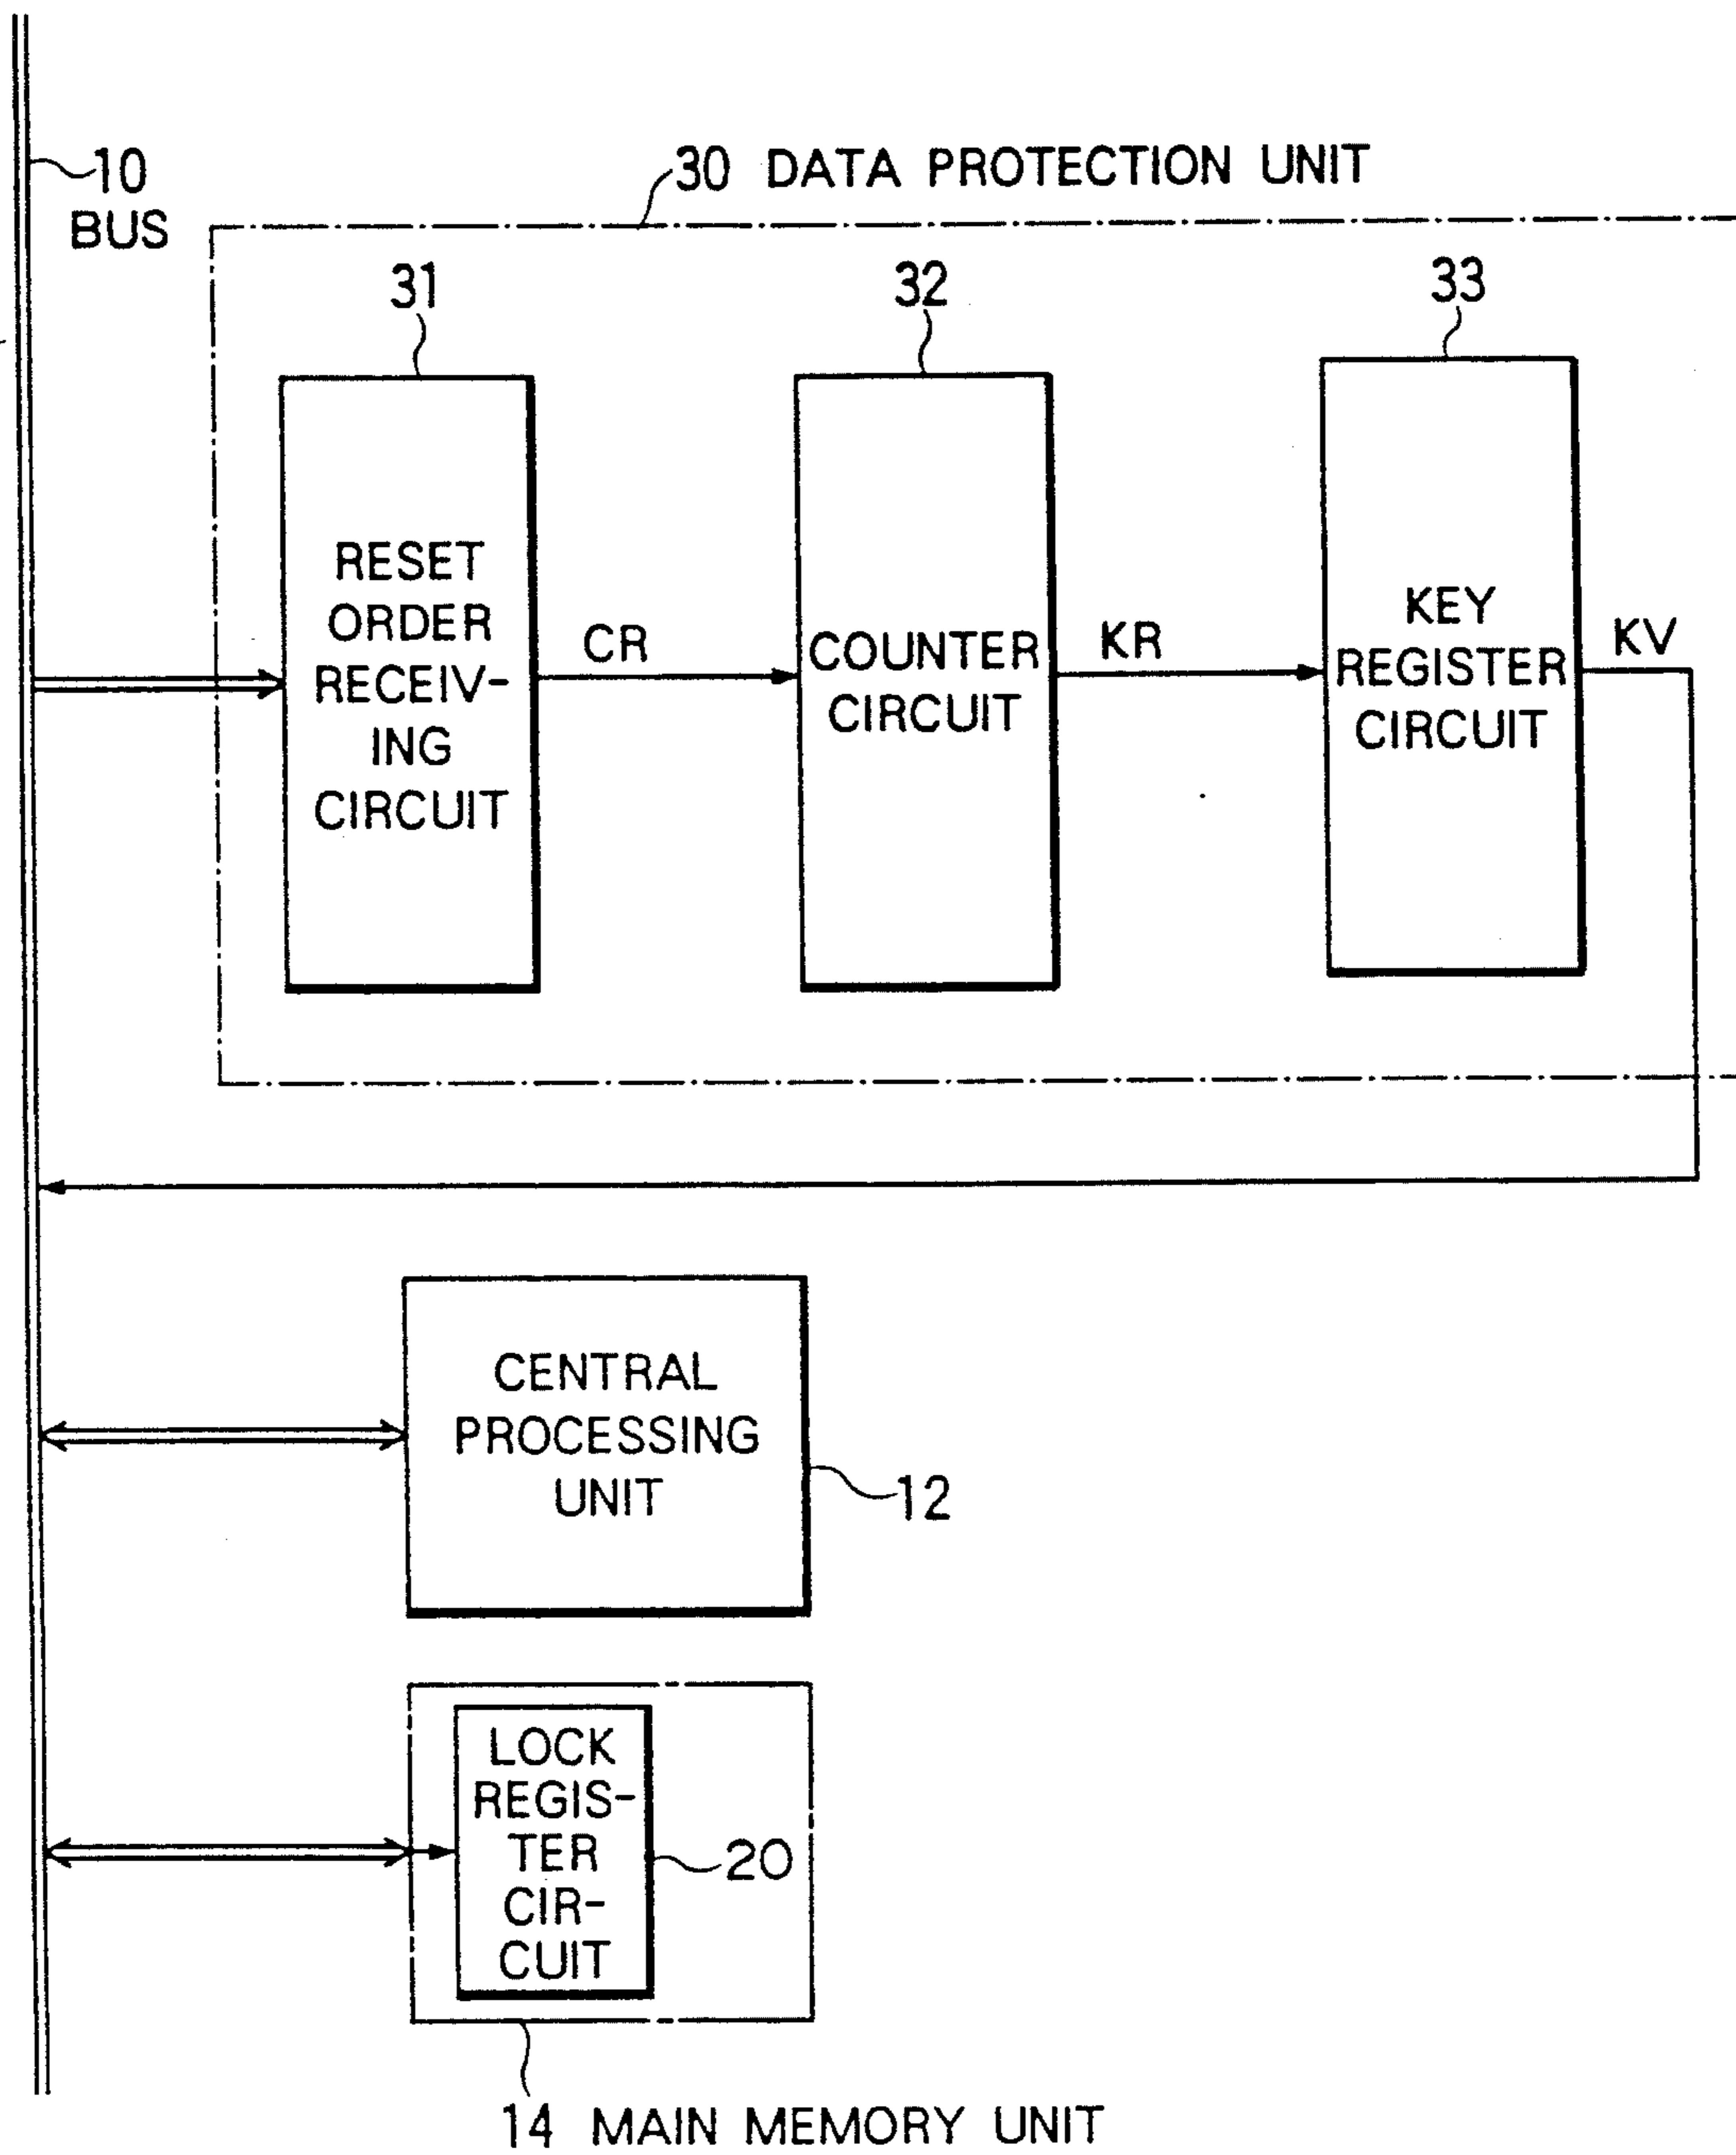 10
BUS
30 DATA PROTECTION UNIT
31
32
33
RESET
ORDER
RECEIV-
ING
CIRCUIT
CR
COUNTER
CIRCUIT
KR
KEY
REGISTER
CIRCUIT
KV
CENTRAL
PROCESSING
UNIT
12
LOCK
REGIS-
TER
CIR-
CUIT
20
14 MAIN MEMORY UNIT